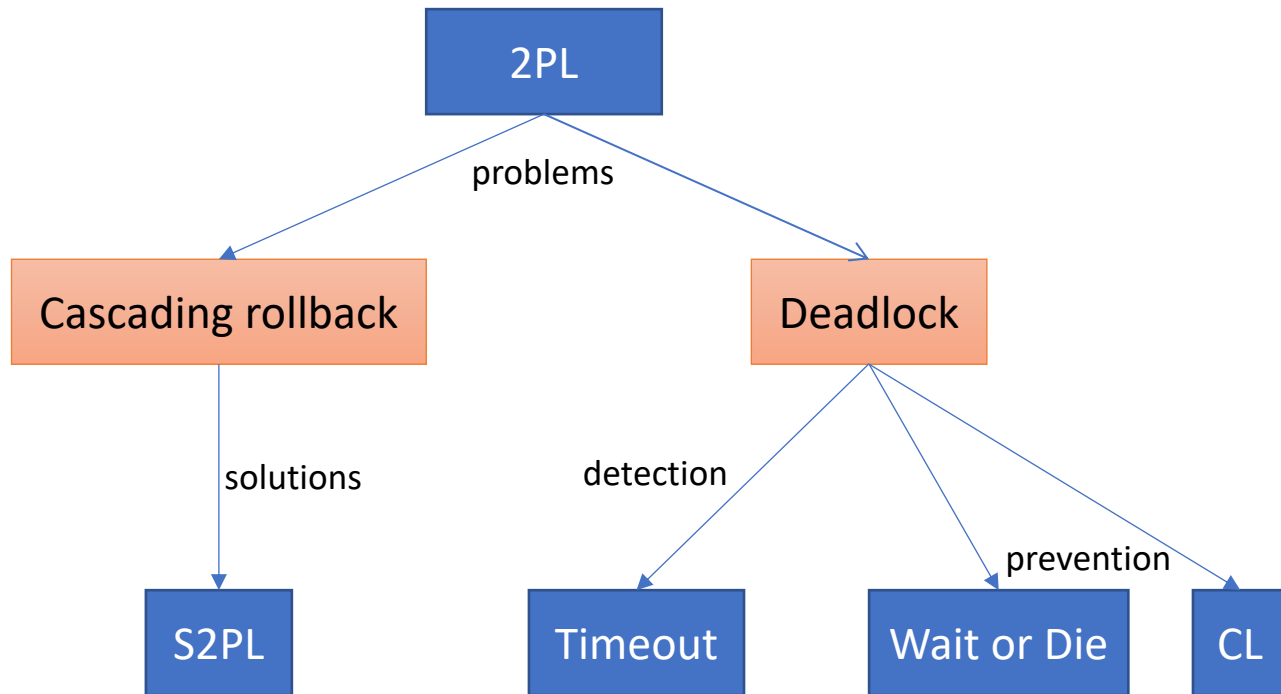 2PL
problems
Cascading rollback
Deadlock
solutions
detection
prevention
S2PL
Timeout
Wait or Die
CL